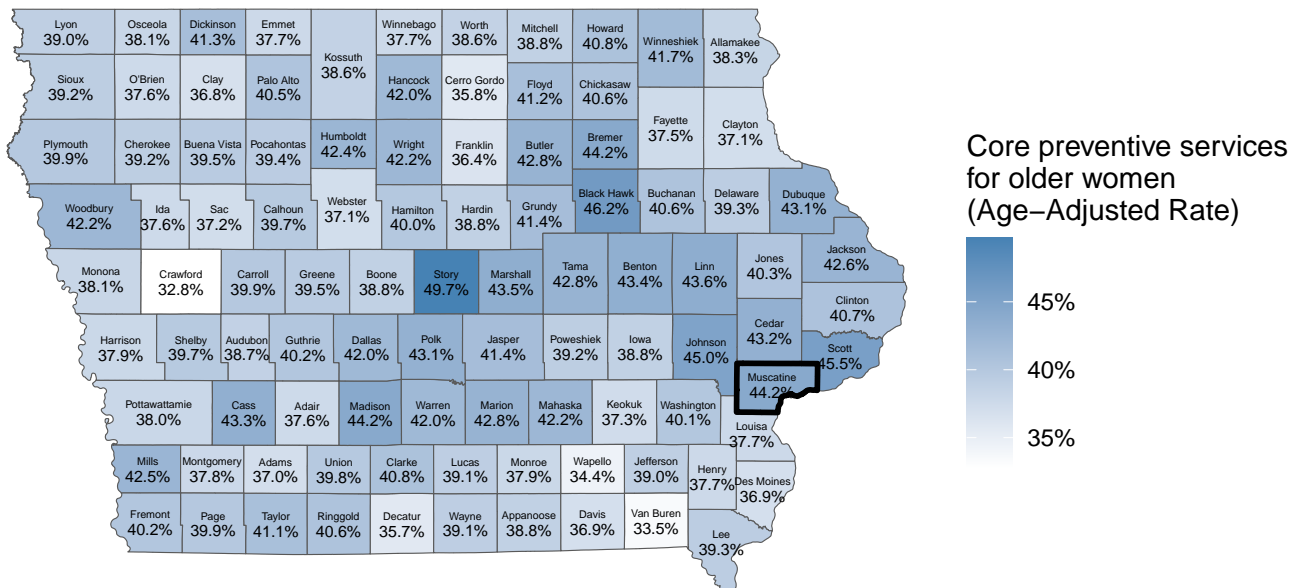 Lyon
39.0%
Osceola
38.1%
Dickinson
41.3%
Emmet
37.7%
Kossuth
38.6%
Winnebago
37.7%
Worth
38.6%
Mitchell
38.8%
Howard
40.8%
Winneshiek
41.7%
Allamakee
38.3%
Sioux
39.2%
O'Brien
37.6%
Clay
36.8%
Palo Alto
40.5%
Hancock
42.0%
Cerro Gordo
35.8%
Floyd
41.2%
Chickasaw
40.6%
Fayette
37.5%
Clayton
37.1%
Plymouth
39.9%
Cherokee
39.2%
Buena Vista
39.5%
Pocahontas
39.4%
Humboldt
42.4%
Wright
42.2%
Franklin
36.4%
Butler
42.8%
Bremer
44.2%
Woodbury
42.2%
Ida
37.6%
Sac
37.2%
Calhoun
39.7%
Webster
37.1%
Hamilton
40.0%
Hardin
38.8%
Grundy
41.4%
Black Hawk
46.2%
Buchanan
40.6%
Delaware
39.3%
Dubuque
43.1%
Monona
38.1%
Crawford
32.8%
Carroll
39.9%
Greene
39.5%
Boone
38.8%
Story
49.7%
Marshall
43.5%
Tama
42.8%
Benton
43.4%
Linn
43.6%
Jones
40.3%
Jackson
42.6%
Clinton
40.7%
Harrison
37.9%
Shelby
39.7%
Audubon
38.7%
Guthrie
40.2%
Dallas
42.0%
Polk
43.1%
Jasper
41.4%
Poweshiek
39.2%
Iowa
38.8%
Johnson
45.0%
Cedar
43.2%
Scott
45.5%
Muscatine
44.2%
Pottawattamie
38.0%
Cass
43.3%
Adair
37.6%
Madison
44.2%
Warren
42.0%
Marion
42.8%
Mahaska
42.2%
Keokuk
37.3%
Washington
40.1%
Louisa
37.7%
Mills
42.5%
Montgomery
37.8%
Adams
37.0%
Union
39.8%
Clarke
40.8%
Lucas
39.1%
Monroe
37.9%
Wapello
34.4%
Jefferson
39.0%
Henry
37.7%
Des Moines
36.9%
Fremont
40.2%
Page
39.9%
Taylor
41.1%
Ringgold
40.6%
Decatur
35.7%
Wayne
39.1%
Appanoose
38.8%
Davis
36.9%
Van Buren
33.5%
Lee
39.3%
Core preventive services
for older women
(Age−Adjusted Rate)
45%
40%
35%